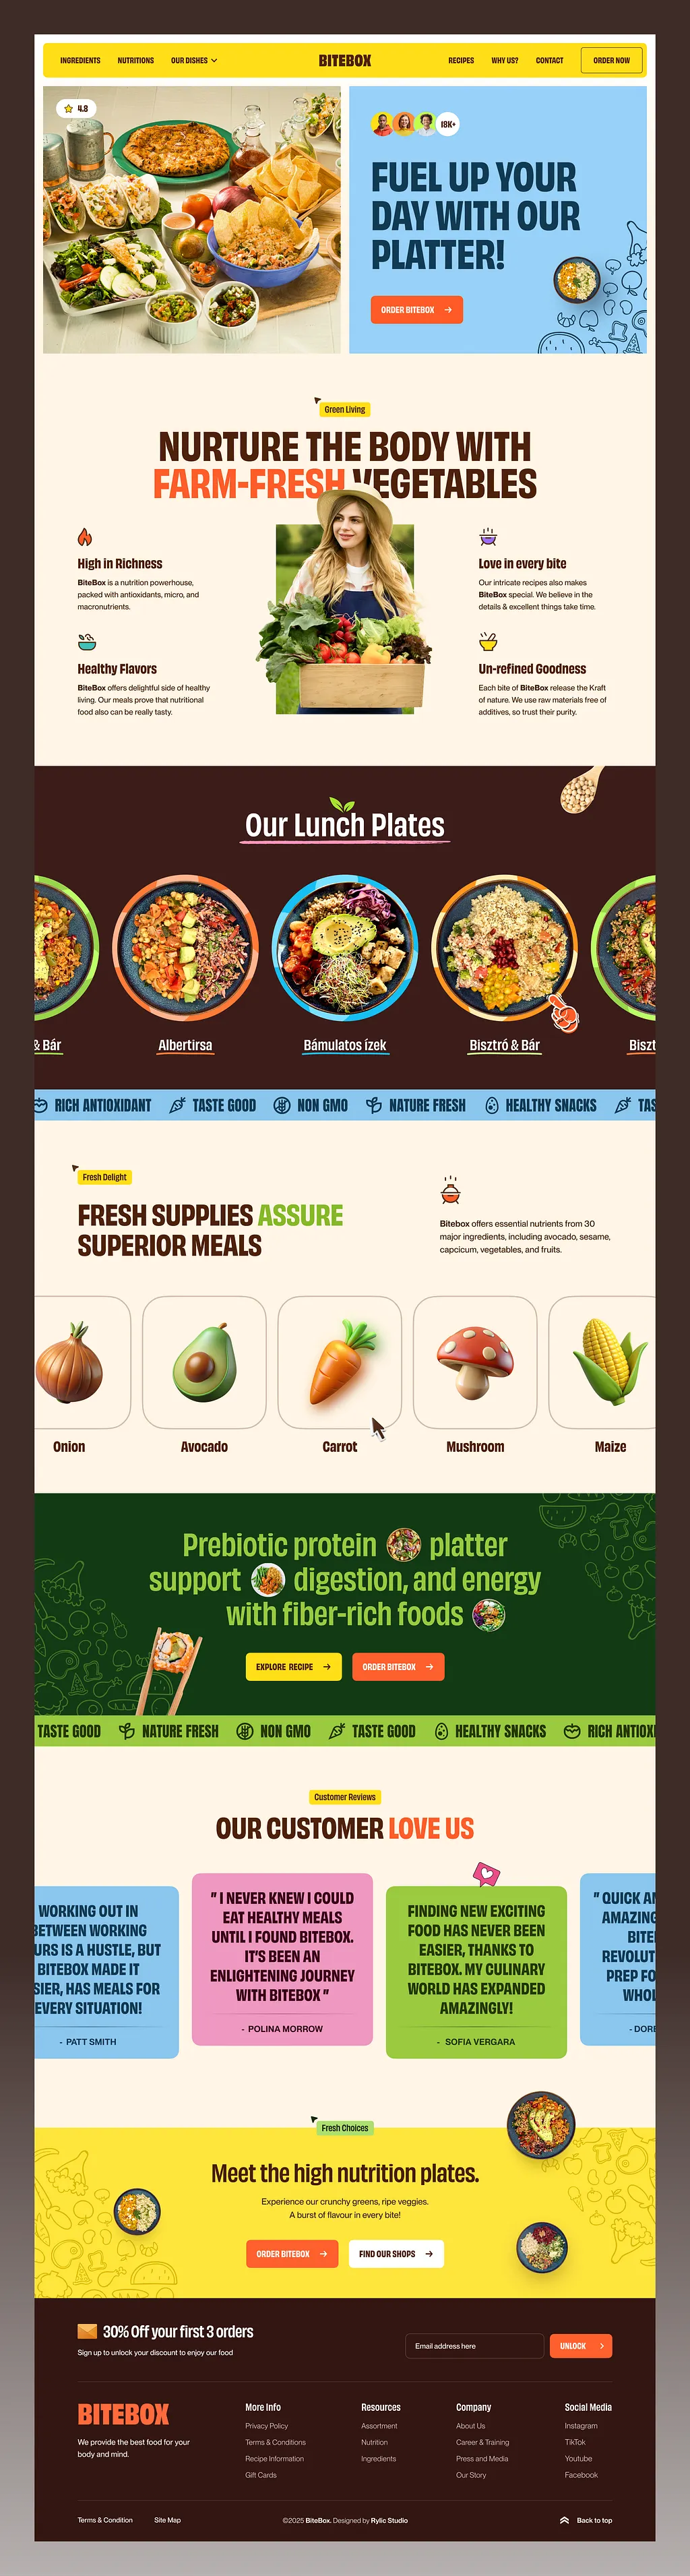 INGREDIENTS NUTRITIONS OUR DISHES BITEBOX RECIPES WHY US? CONTACT ORDER NOW
4.8
18K+
FUEL UP YOUR
DAY WITH OUR
PLATTER!
ORDER BITEBOX
Green Living
NURTURE THE BODY WITH
FARM-FRESH VEGETABLES
High in Richness
BiteBox is a nutrition powerhouse,
packed with antioxidants, micro, and
macronutrients.
Healthy Flavors
BiteBox offers delightful side of healthy
living. Our meals prove that nutritional
food also can be really tasty.
Love in every bite
Our intricate recipes also makes
BiteBox special. We believe in the
details & excellent things take time.
Un-refined Goodness
Each bite of BiteBox release the Kraft
of nature. We use raw materials free of
additives, so trust their purity.
Our Lunch Plates
& Bár
Albertirsa
Bámulatos ízek
Bisztró & Bár
Biszt
RICH ANTIOXIDANT TASTE GOOD NON GMO NATURE FRESH HEALTHY SNACKS TAS
Fresh Delight
FRESH SUPPLIES ASSURE
SUPERIOR MEALS
Bitebox offers essential nutrients from 30
major ingredients, including avocado, sesame,
capcicum, vegetables, and fruits.
Onion
Avocado
Carrot
Mushroom
Maize
Prebiotic protein platter
support digestion, and energy
with fiber-rich foods
EXPLORE RECIPE
ORDER BITEBOX
TASTE GOOD NATURE FRESH NON GMO TASTE GOOD HEALTHY SNACKS RICH ANTIOXI
Customer Reviews
OUR CUSTOMER LOVE US
WORKING OUT IN
BETWEEN WORKING
URS IS A HUSTLE, BUT
BITEBOX MADE IT
SIER, HAS MEALS FOR
EVERY SITUATION!
- PATT SMITH
" I NEVER KNEW I COULD
EAT HEALTHY MEALS
UNTIL I FOUND BITEBOX.
IT'S BEEN AN
ENLIGHTENING JOURNEY
WITH BITEBOX "
- POLINA MORROW
FINDING NEW EXCITING
FOOD HAS NEVER BEEN
EASIER, THANKS TO
BITEBOX. MY CULINARY
WORLD HAS EXPANDED
AMAZINGLY!
- SOFIA VERGARA
" QUICK AN
AMAZING
BITE
REVOLUT
PREP FO
WHOL
- DORE
Fresh Choices
Meet the high nutrition plates.
Experience our crunchy greens, ripe veggies.
A burst of flavour in every bite!
ORDER BITEBOX
FIND OUR SHOPS
30% Off your first 3 orders
Sign up to unlock your discount to enjoy our food
Email address here
UNLOCK
BITEBOX
We provide the best food for your
body and mind.
More Info
Privacy Policy
Terms & Conditions
Recipe Information
Gift Cards
Resources
Assortment
Nutrition
Ingredients
Company
About Us
Career & Training
Press and Media
Our Story
Social Media
Instagram
TikTok
Youtube
Facebook
Terms & Condition
Site Map
©2025 BiteBox. Designed by Rylic Studio
Back to top